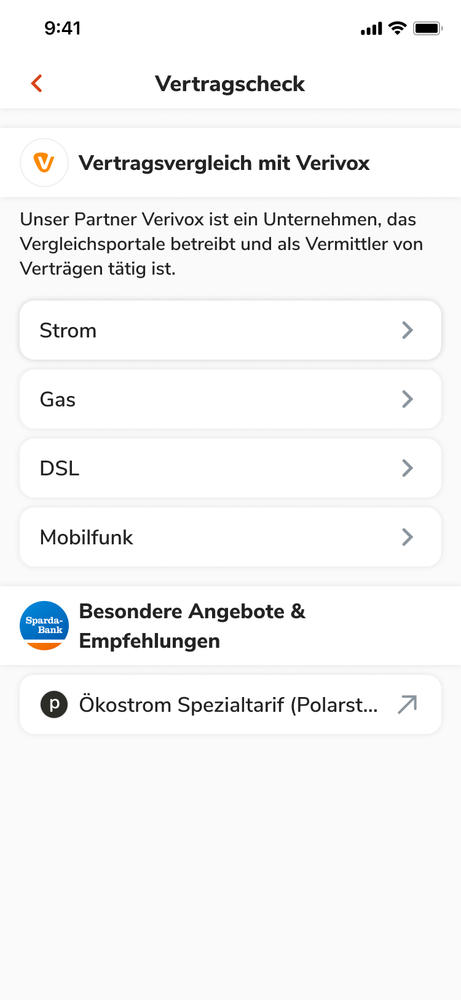 9:41
Vertragscheck
Vertragsvergleich mit Verivox
Unser Partner Verivox ist ein Unternehmen, das
Vergleichsportale betreibt und als Vermittler von
Verträgen tätig ist.
Strom
Gas
DSL
Mobilfunk
Sparda-
Bank
Besondere Angebote &
Empfehlungen
p
Ökostrom Spezialtarif (Polarst...